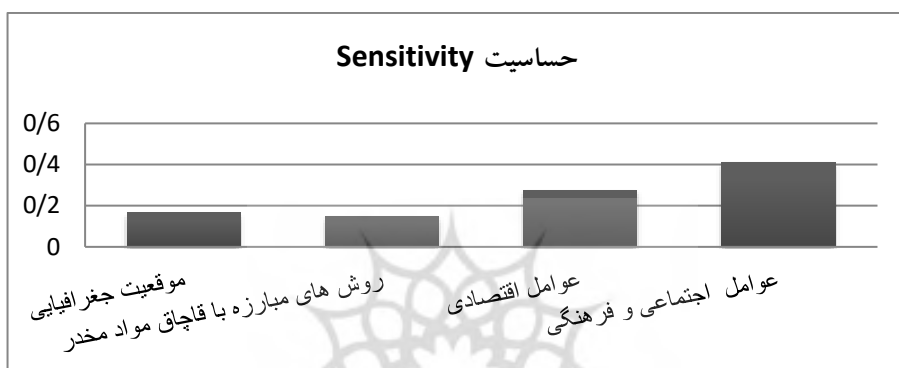 حساسیت Sensitivity
0/6
0/4
0/2
0
موقعیت جغرافیایی
روش های مبارزه با قاچاق مواد مخدر
عوامل اقتصادی
عوامل اجتماعی و فرهنگی